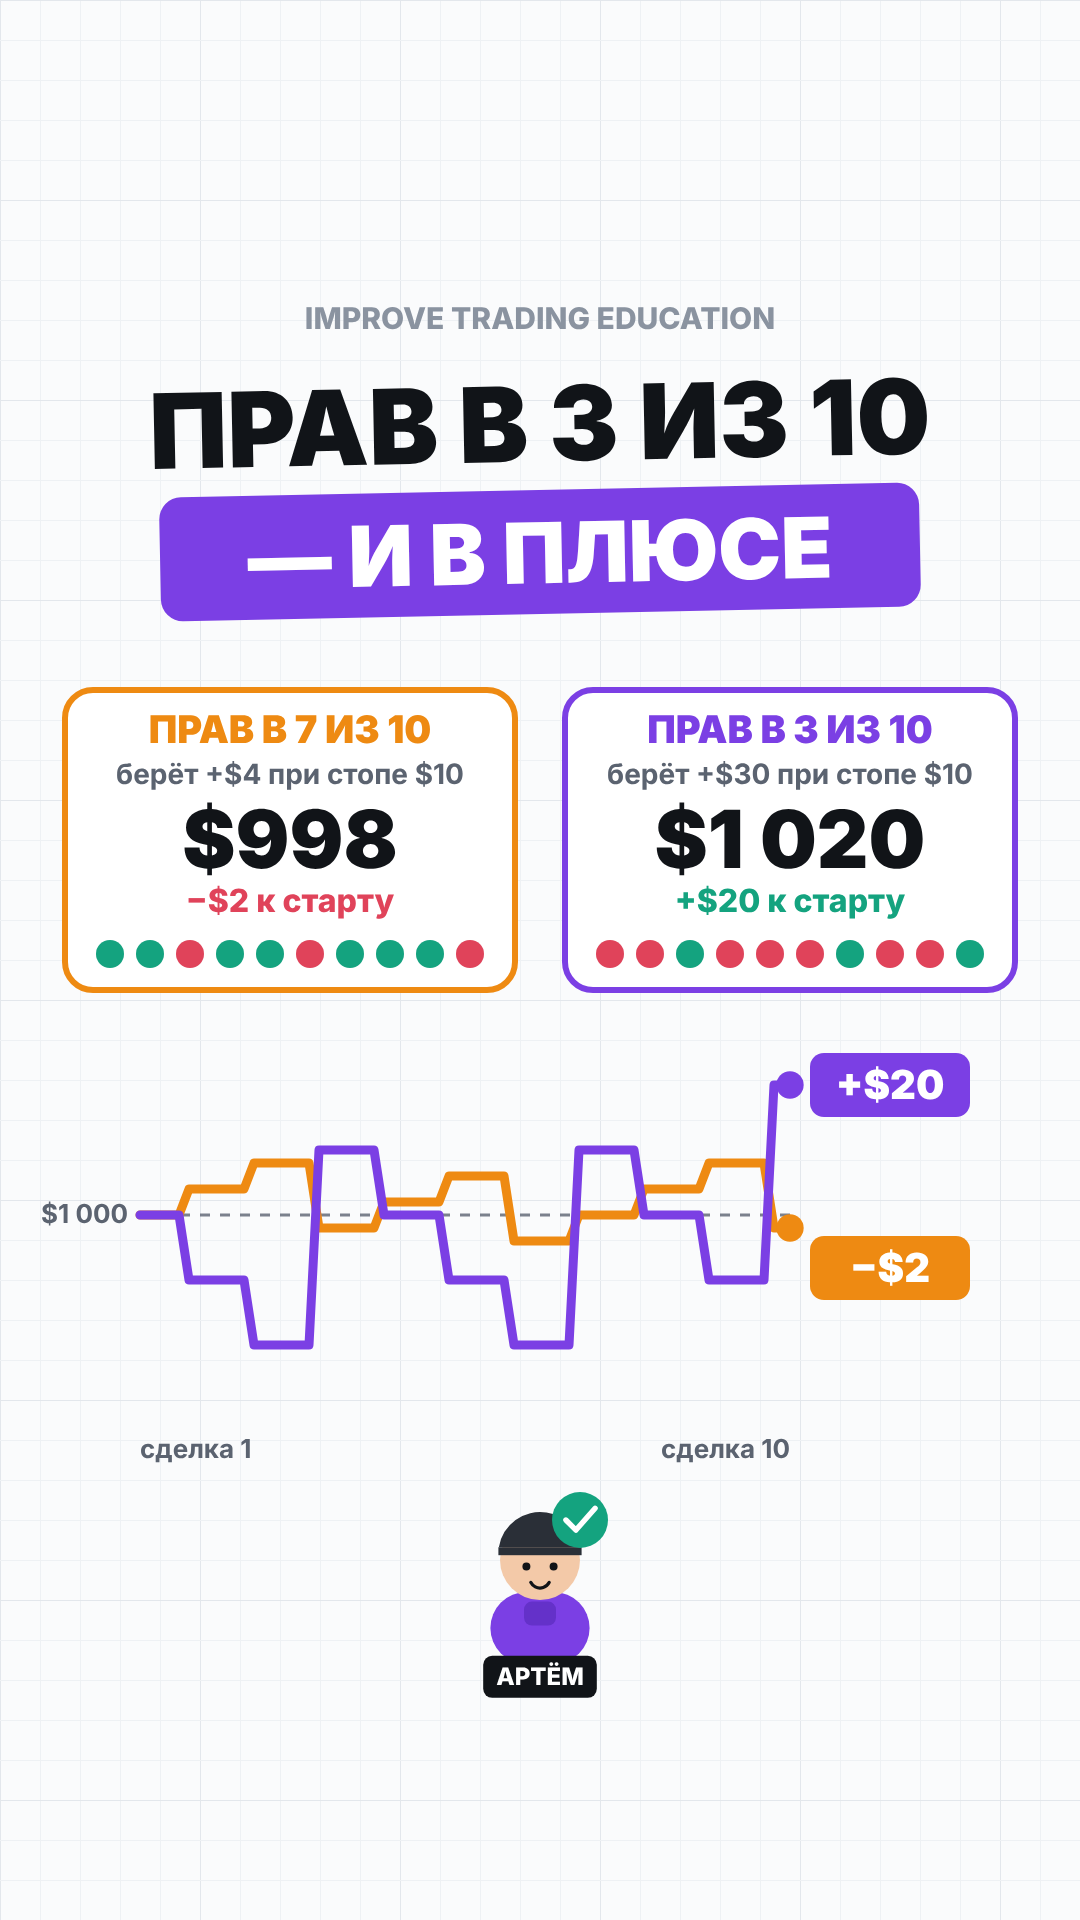 IMPROVE TRADING EDUCATION
ПРАВ В 3 ИЗ 10
— И В ПЛЮСЕ
ПРАВ В 7 ИЗ 10
берёт +$4 при стопе $10
$998
−$2 к старту
ПРАВ В 3 ИЗ 10
берёт +$30 при стопе $10
$1 020
+$20 к старту
+$20
$1 000
−$2
сделка 1
сделка 10
АРТЁМ